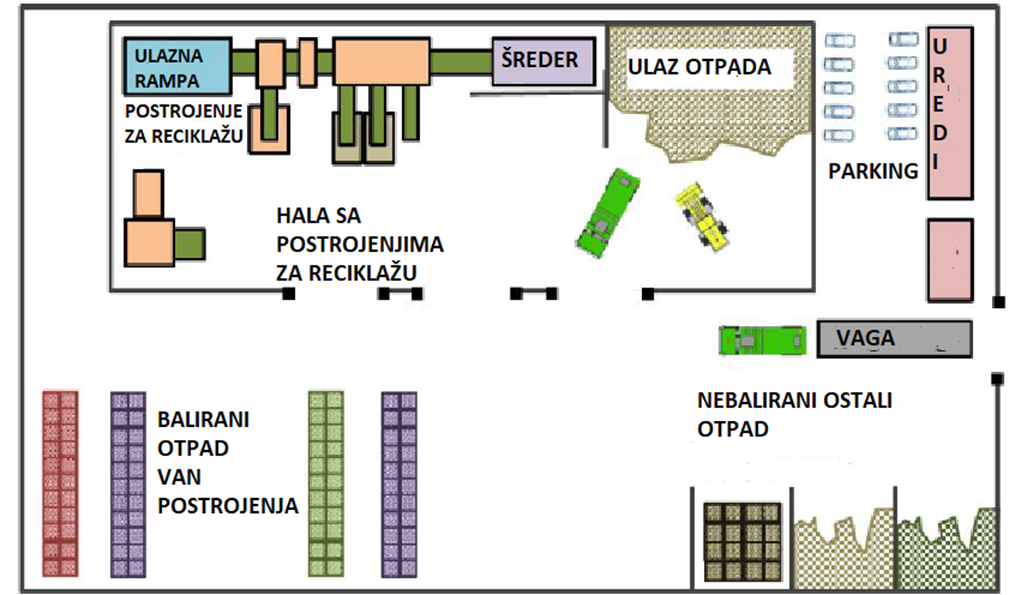 ULAZNA
RAMPA
ŠREDER
ULAZ OTPADA
UREDI
POSTROJENJE
ZA RECIKLAŽU
PARKING
HALA SA
POSTROJENJIMA
ZA RECIKLAŽU
VAGA
NEBALIRANI OSTALI
OTPAD
BALIRANI
OTPAD
VAN
POSTROJENJA